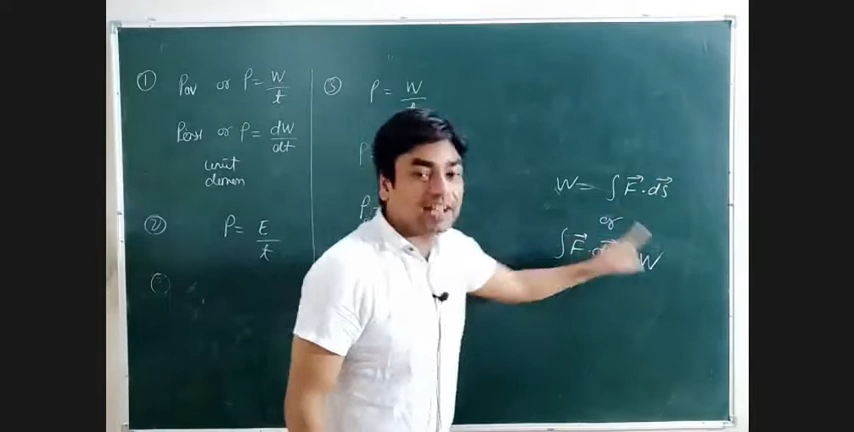 ① Pav or P = W/t
Pinst or P = dW/dt
unit
dimen
② P = E/t
③ P = W/t
P
P=
W = ∫ F⃗ · ds⃗
or
∫ F⃗ · W